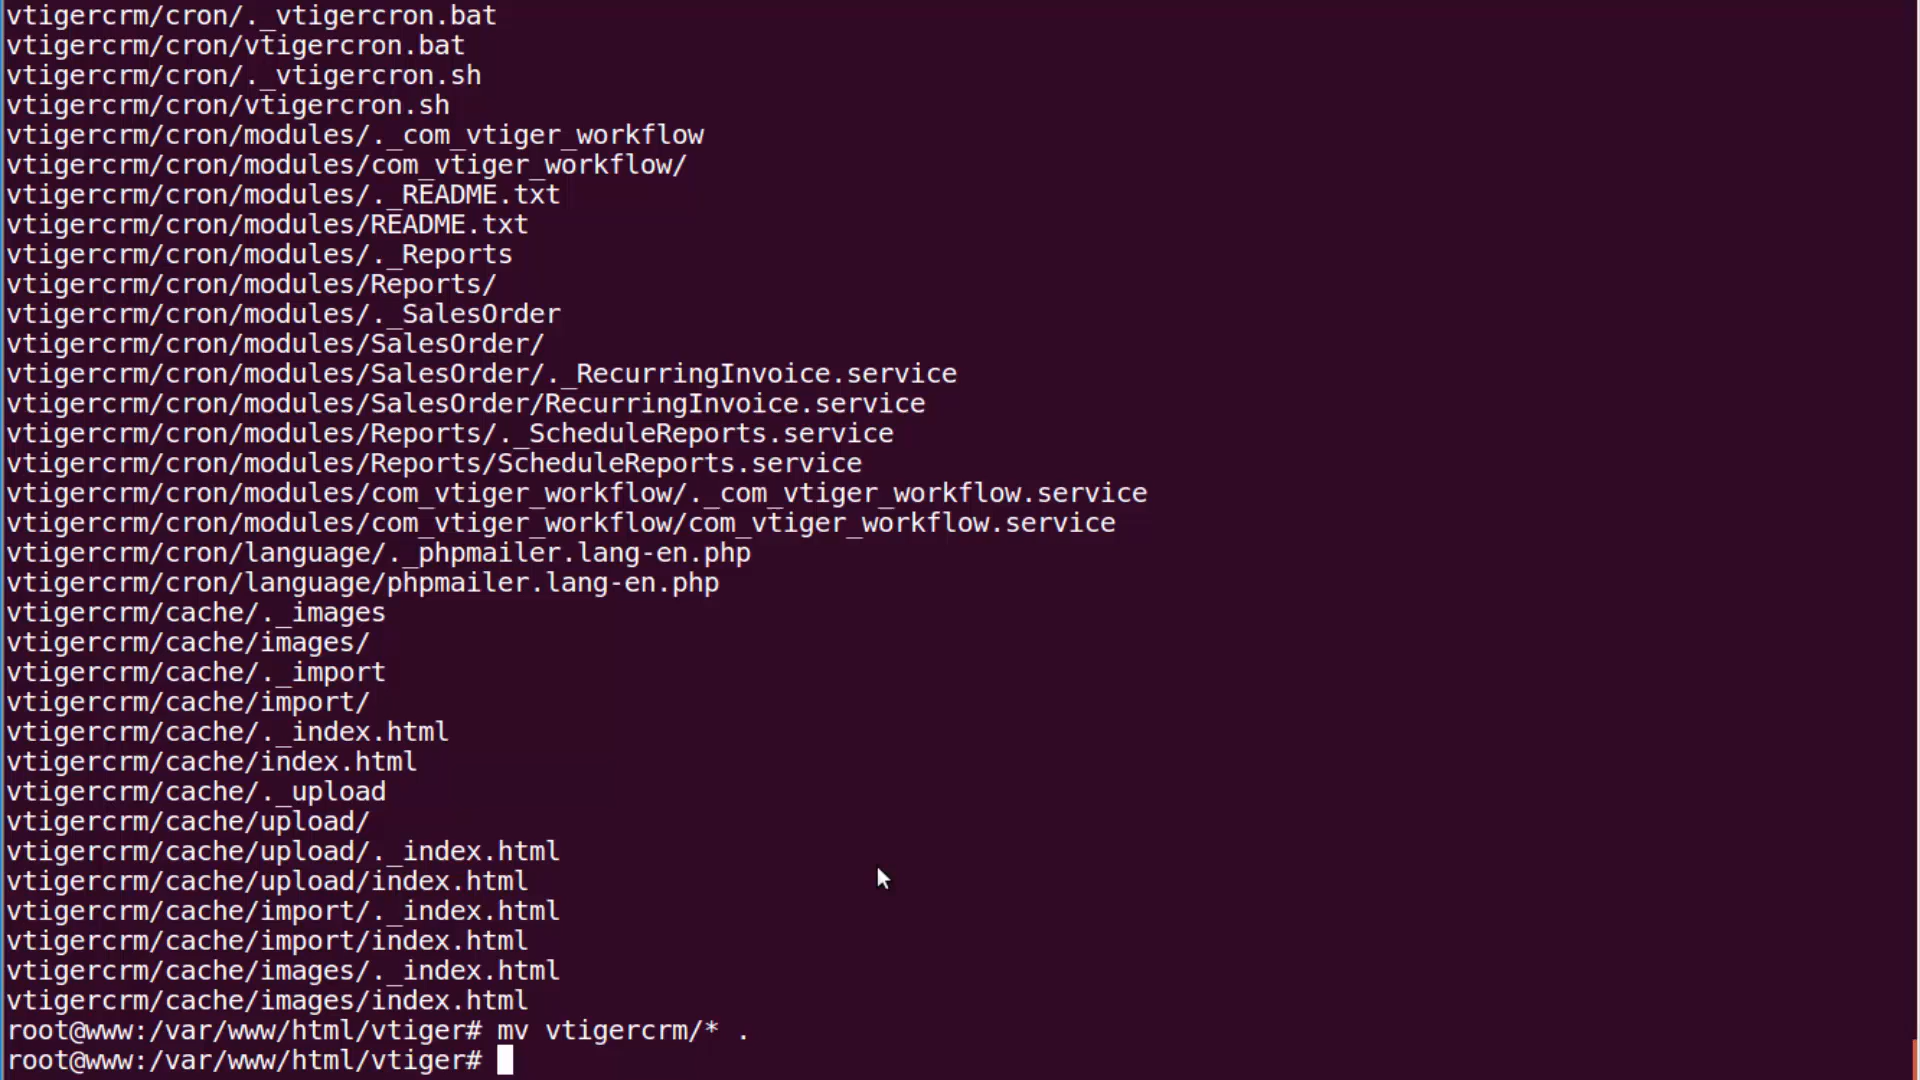 vtigercrm/cron/._vtigercron.bat
vtigercrm/cron/vtigercron.bat
vtigercrm/cron/._vtigercron.sh
vtigercrm/cron/vtigercron.sh
vtigercrm/cron/modules/._com_vtiger_workflow
vtigercrm/cron/modules/com_vtiger_workflow/
vtigercrm/cron/modules/._README.txt
vtigercrm/cron/modules/README.txt
vtigercrm/cron/modules/._Reports
vtigercrm/cron/modules/Reports/
vtigercrm/cron/modules/._SalesOrder
vtigercrm/cron/modules/SalesOrder/
vtigercrm/cron/modules/SalesOrder/._RecurringInvoice.service
vtigercrm/cron/modules/SalesOrder/RecurringInvoice.service
vtigercrm/cron/modules/Reports/._ScheduleReports.service
vtigercrm/cron/modules/Reports/ScheduleReports.service
vtigercrm/cron/modules/com_vtiger_workflow/._com_vtiger_workflow.service
vtigercrm/cron/modules/com_vtiger_workflow/com_vtiger_workflow.service
vtigercrm/cron/language/._phpmailer.lang-en.php
vtigercrm/cron/language/phpmailer.lang-en.php
vtigercrm/cache/._images
vtigercrm/cache/images/
vtigercrm/cache/._import
vtigercrm/cache/import/
vtigercrm/cache/._index.html
vtigercrm/cache/index.html
vtigercrm/cache/._upload
vtigercrm/cache/upload/
vtigercrm/cache/upload/._index.html
vtigercrm/cache/upload/index.html
vtigercrm/cache/import/._index.html
vtigercrm/cache/import/index.html
vtigercrm/cache/images/._index.html
vtigercrm/cache/images/index.html
root@www:/var/www/html/vtiger# mv vtigercrm/* .
root@www:/var/www/html/vtiger#